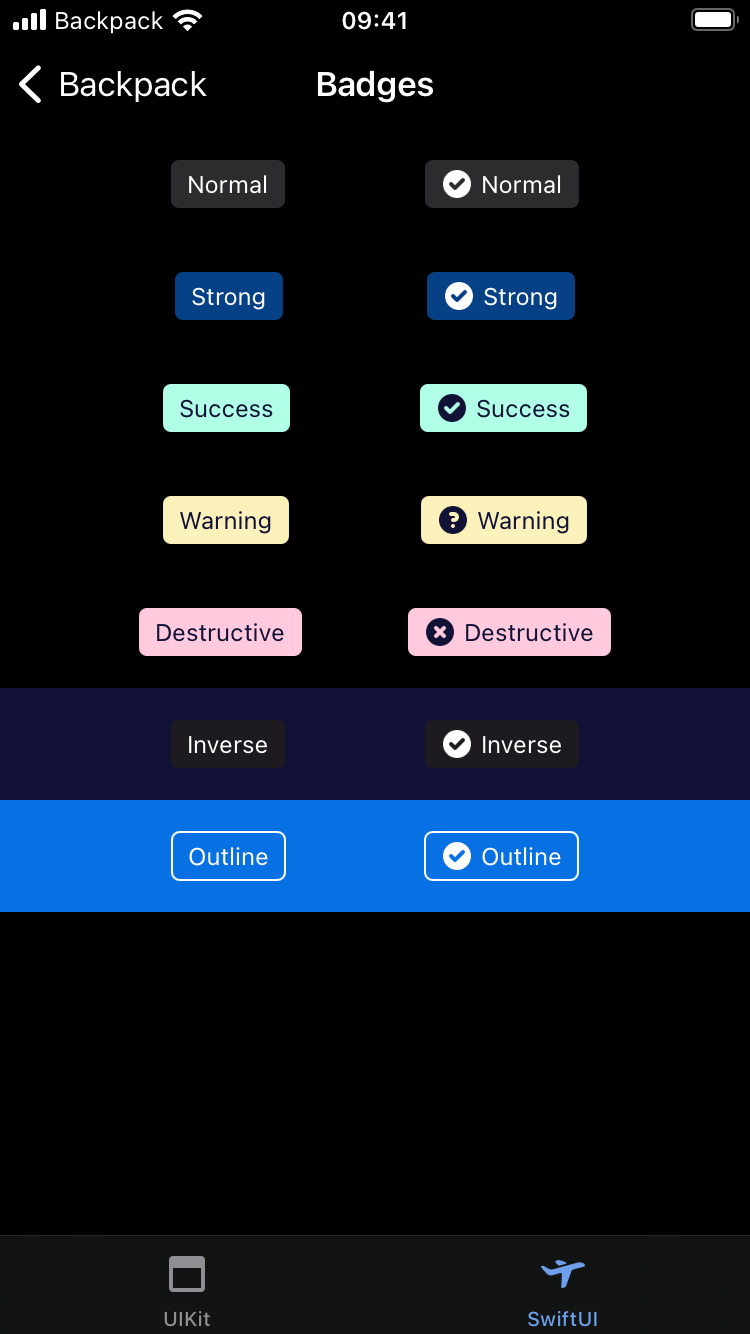 Backpack 09:41
Backpack Badges
Normal Normal
Strong Strong
Success Success
Warning Warning
Destructive Destructive
Inverse Inverse
Outline Outline
UIKit SwiftUI